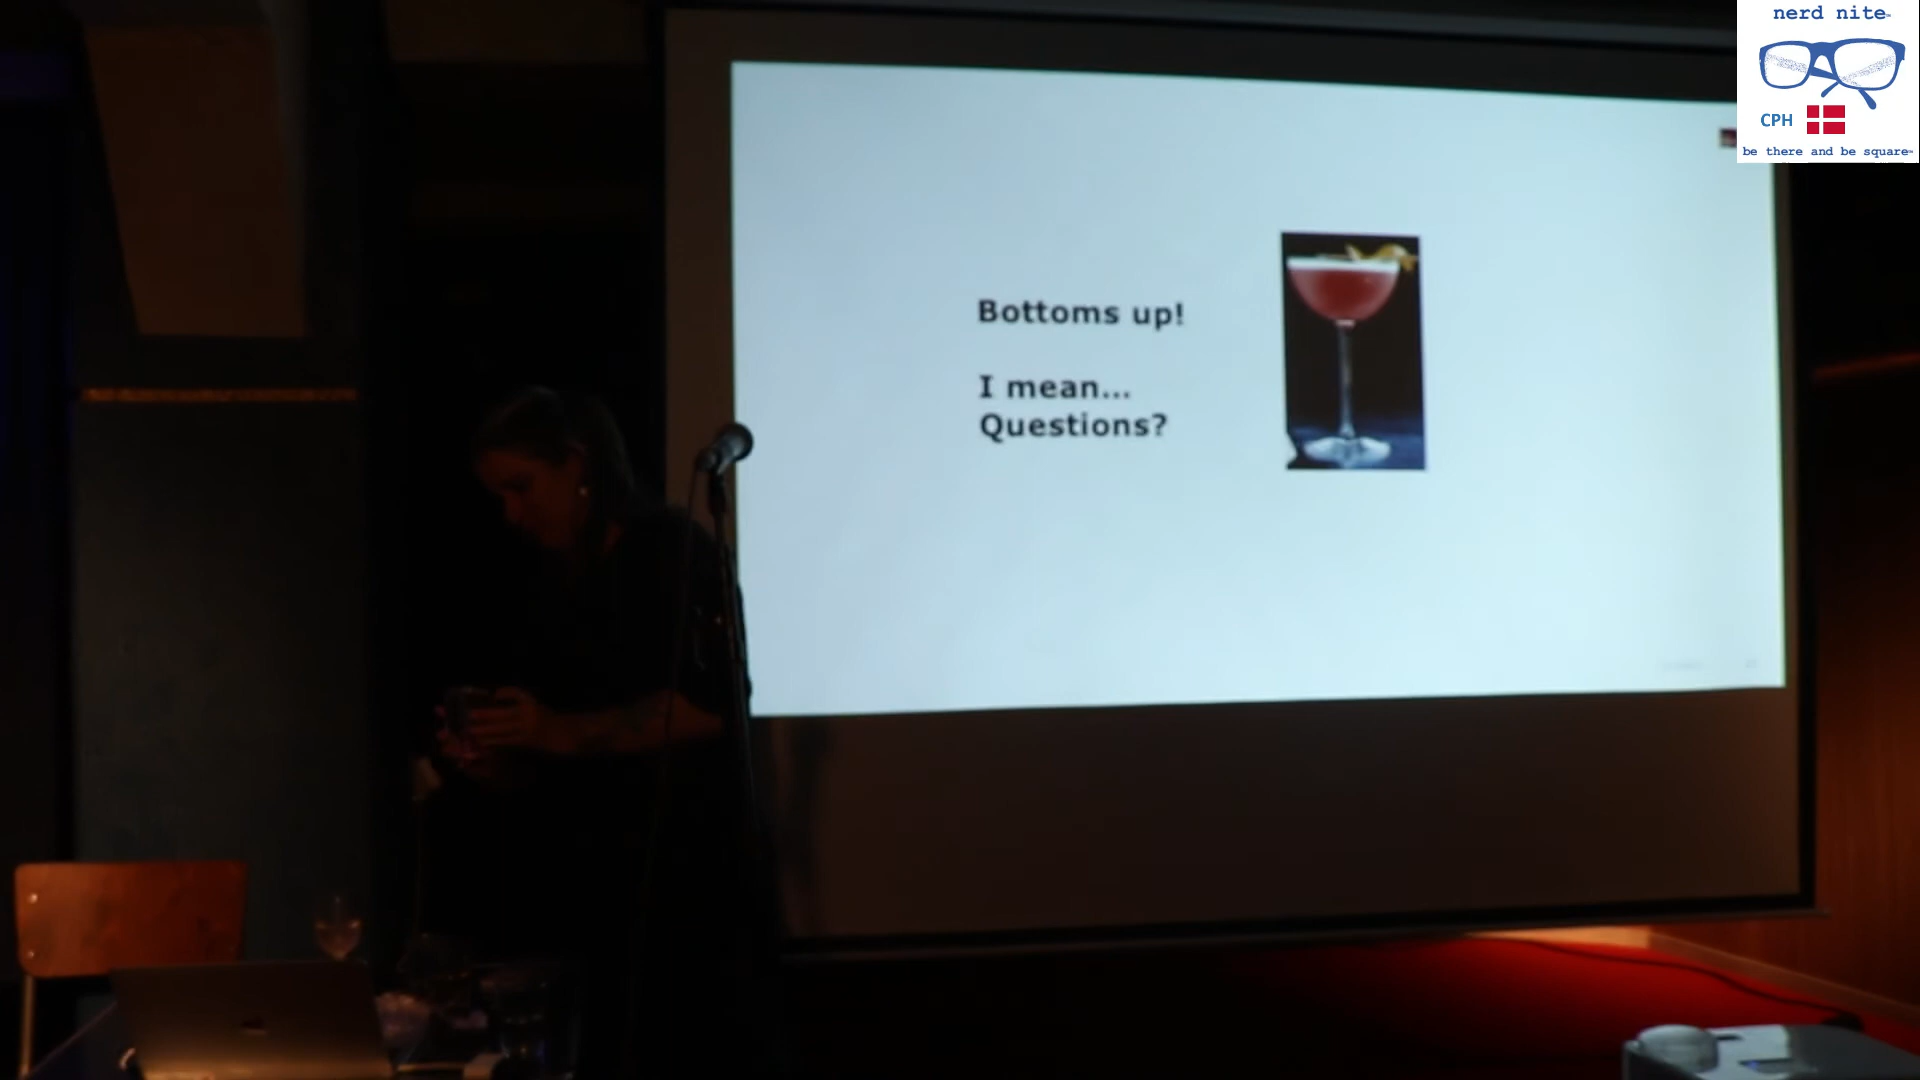 nerd nite
CPH
be there and be square
Bottoms up!
I mean...
Questions?